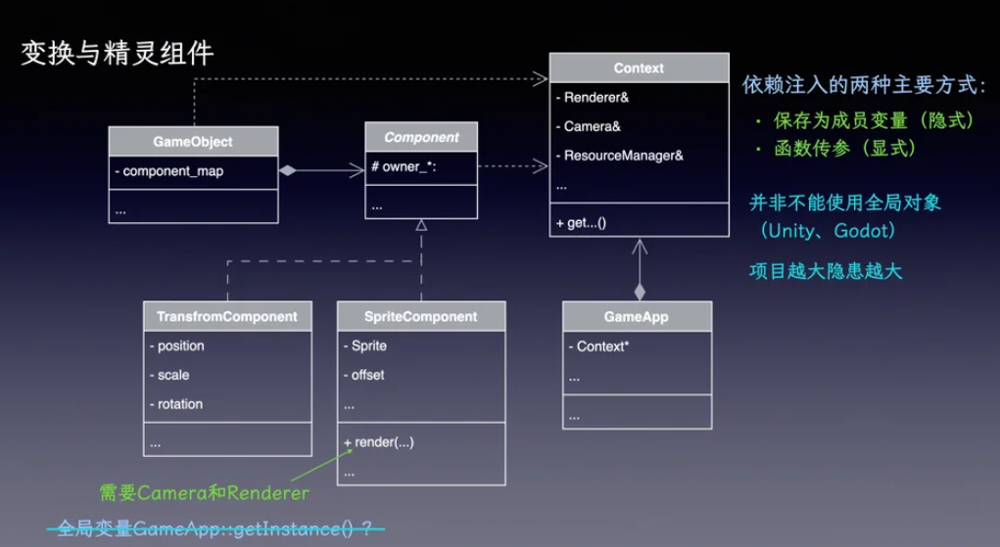 变换与精灵组件
GameObject
- component_map
...
Component
# owner_*:
...
Context
- Renderer&
- Camera&
- ResourceManager&
...
+ get...()
依赖注入的两种主要方式：
· 保存为成员变量（隐式）
· 函数传参（显式）
并非不能使用全局对象
（Unity、Godot）
项目越大隐患越大
TransfromComponent
- position
- scale
- rotation
...
SpriteComponent
- Sprite
- offset
...
+ render(...)
...
GameApp
- Context*
...
...
需要Camera和Renderer
全局变量GameApp::getInstance()？